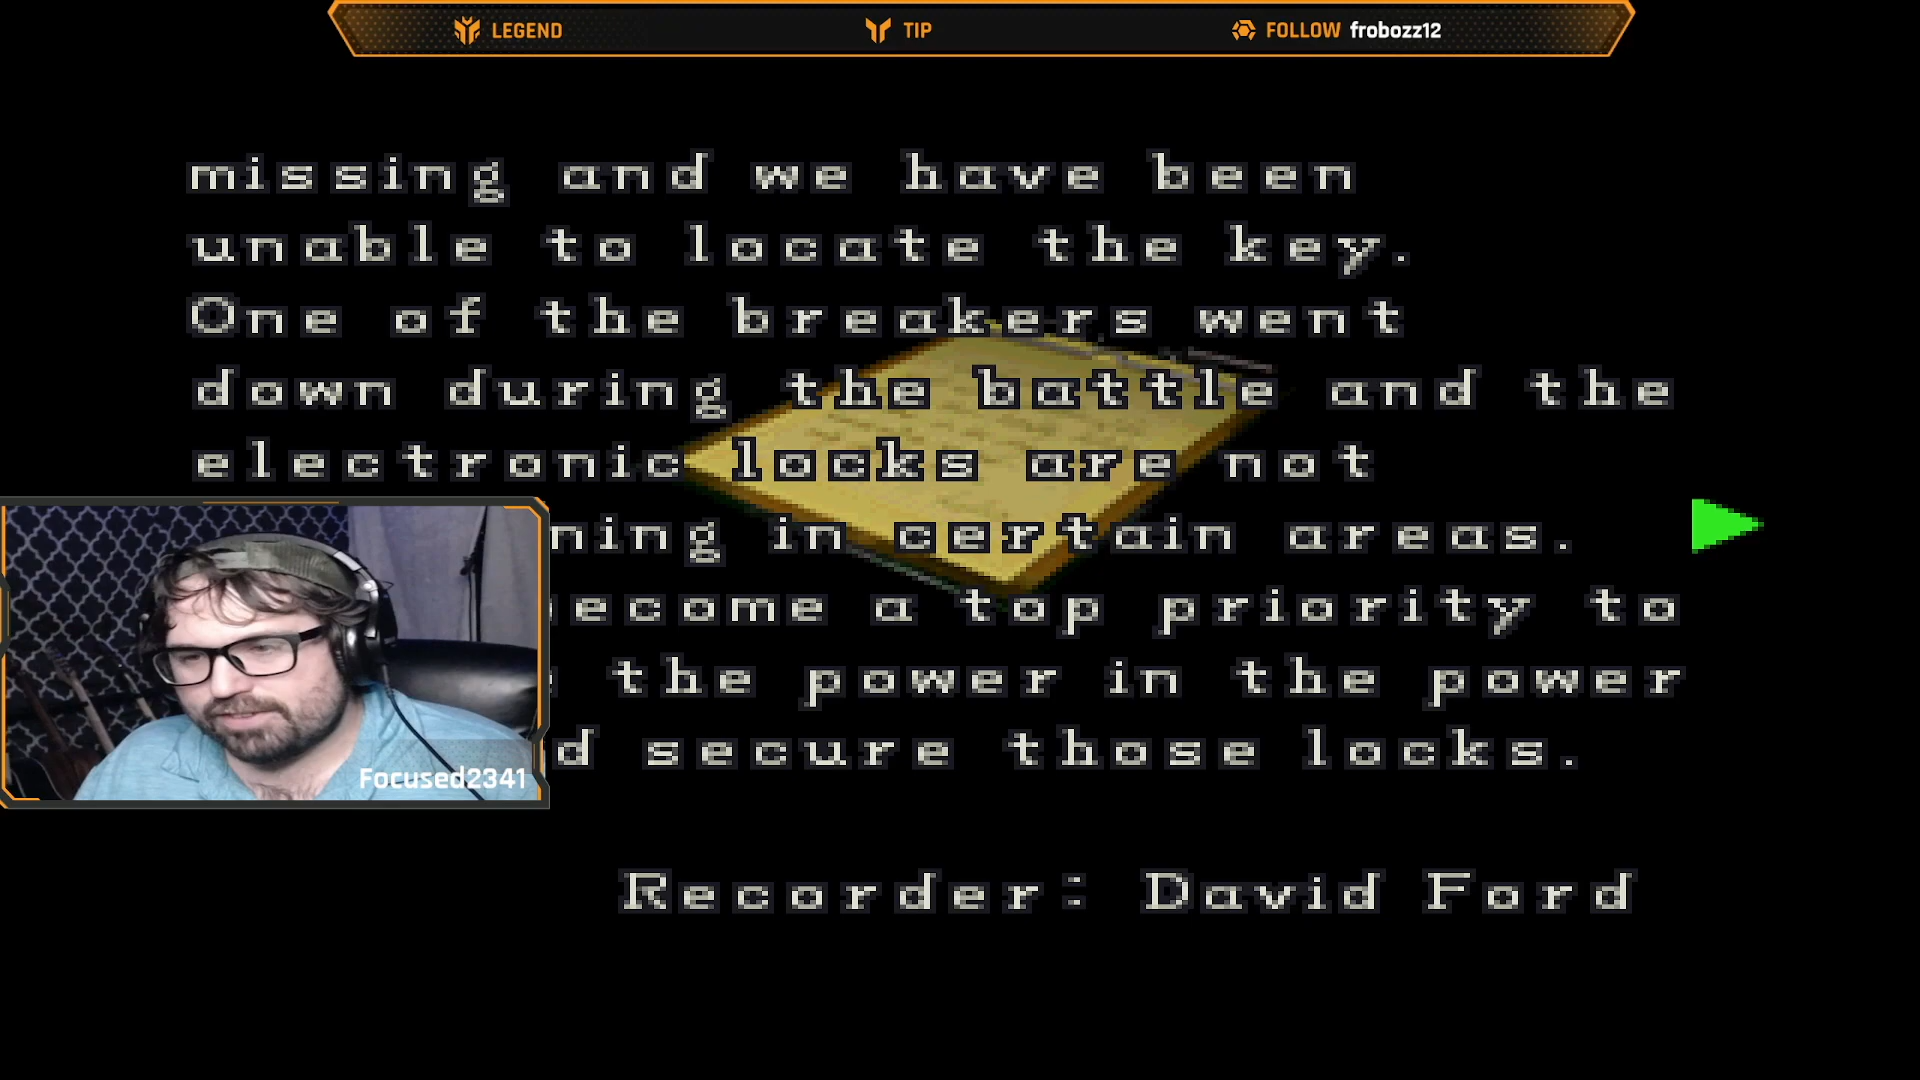 LEGEND
TIP
FOLLOW frobozz12
missing and we have been
unable to locate the key.
One of the breakers went
down during the battle and the
electronic locks are not
in certain areas.
a top priority to
the power in the power
secure those locks.
Focused2341
Recorder: David Ford